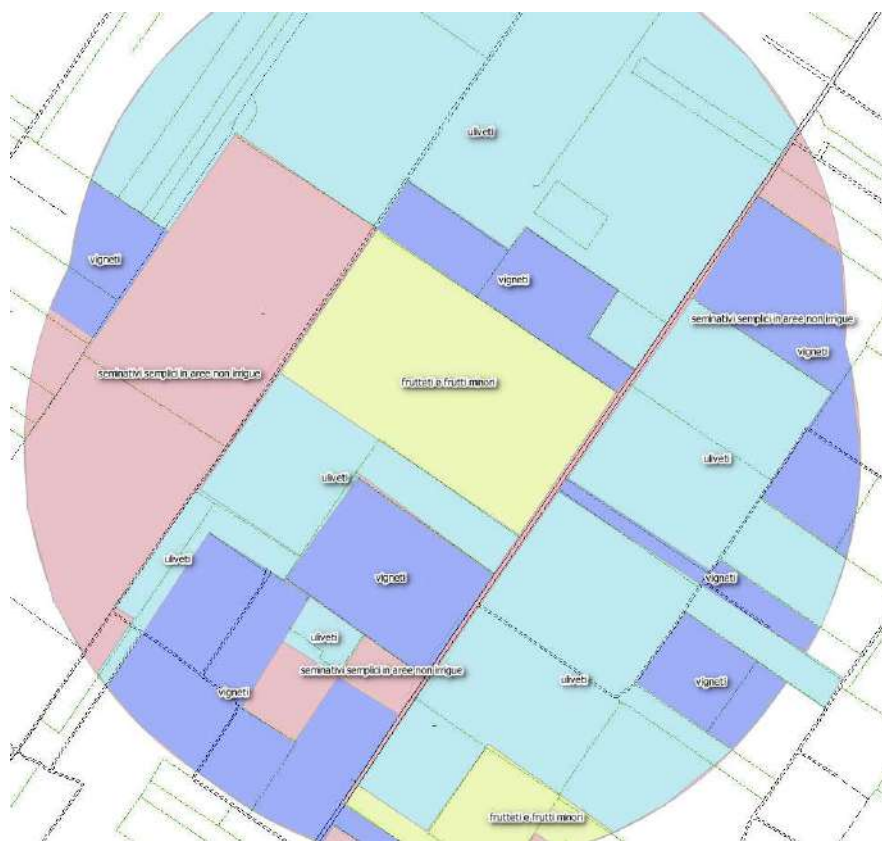 uliveti
vigneti
vigneti
seminativi semplici in aree non irrigue
vigneti
seminativi semplici in aree non irrigue
frutteti e frutti minori
uliveti
uliveti
uliveti
vigneti
vigneti
uliveti
seminativi semplici in aree non irrigue
uliveti
vigneti
vigneti
frutteti e frutti minori